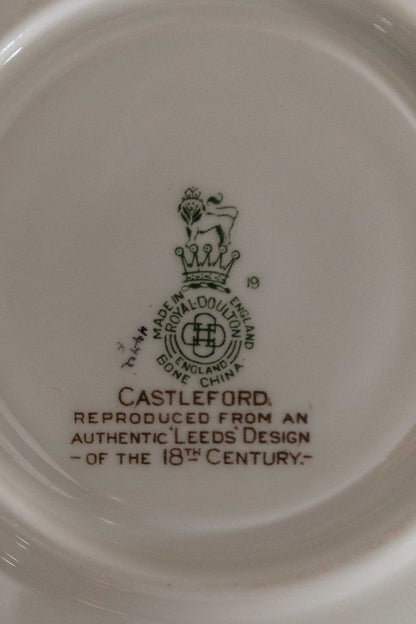 19
MADE IN ENGLAND
ROYAL-DOULTON
ENGLAND
BONE CHINA
CASTLEFORD.
REPRODUCED FROM AN
AUTHENTIC 'LEEDS' DESIGN
- OF THE 18TH CENTURY.-